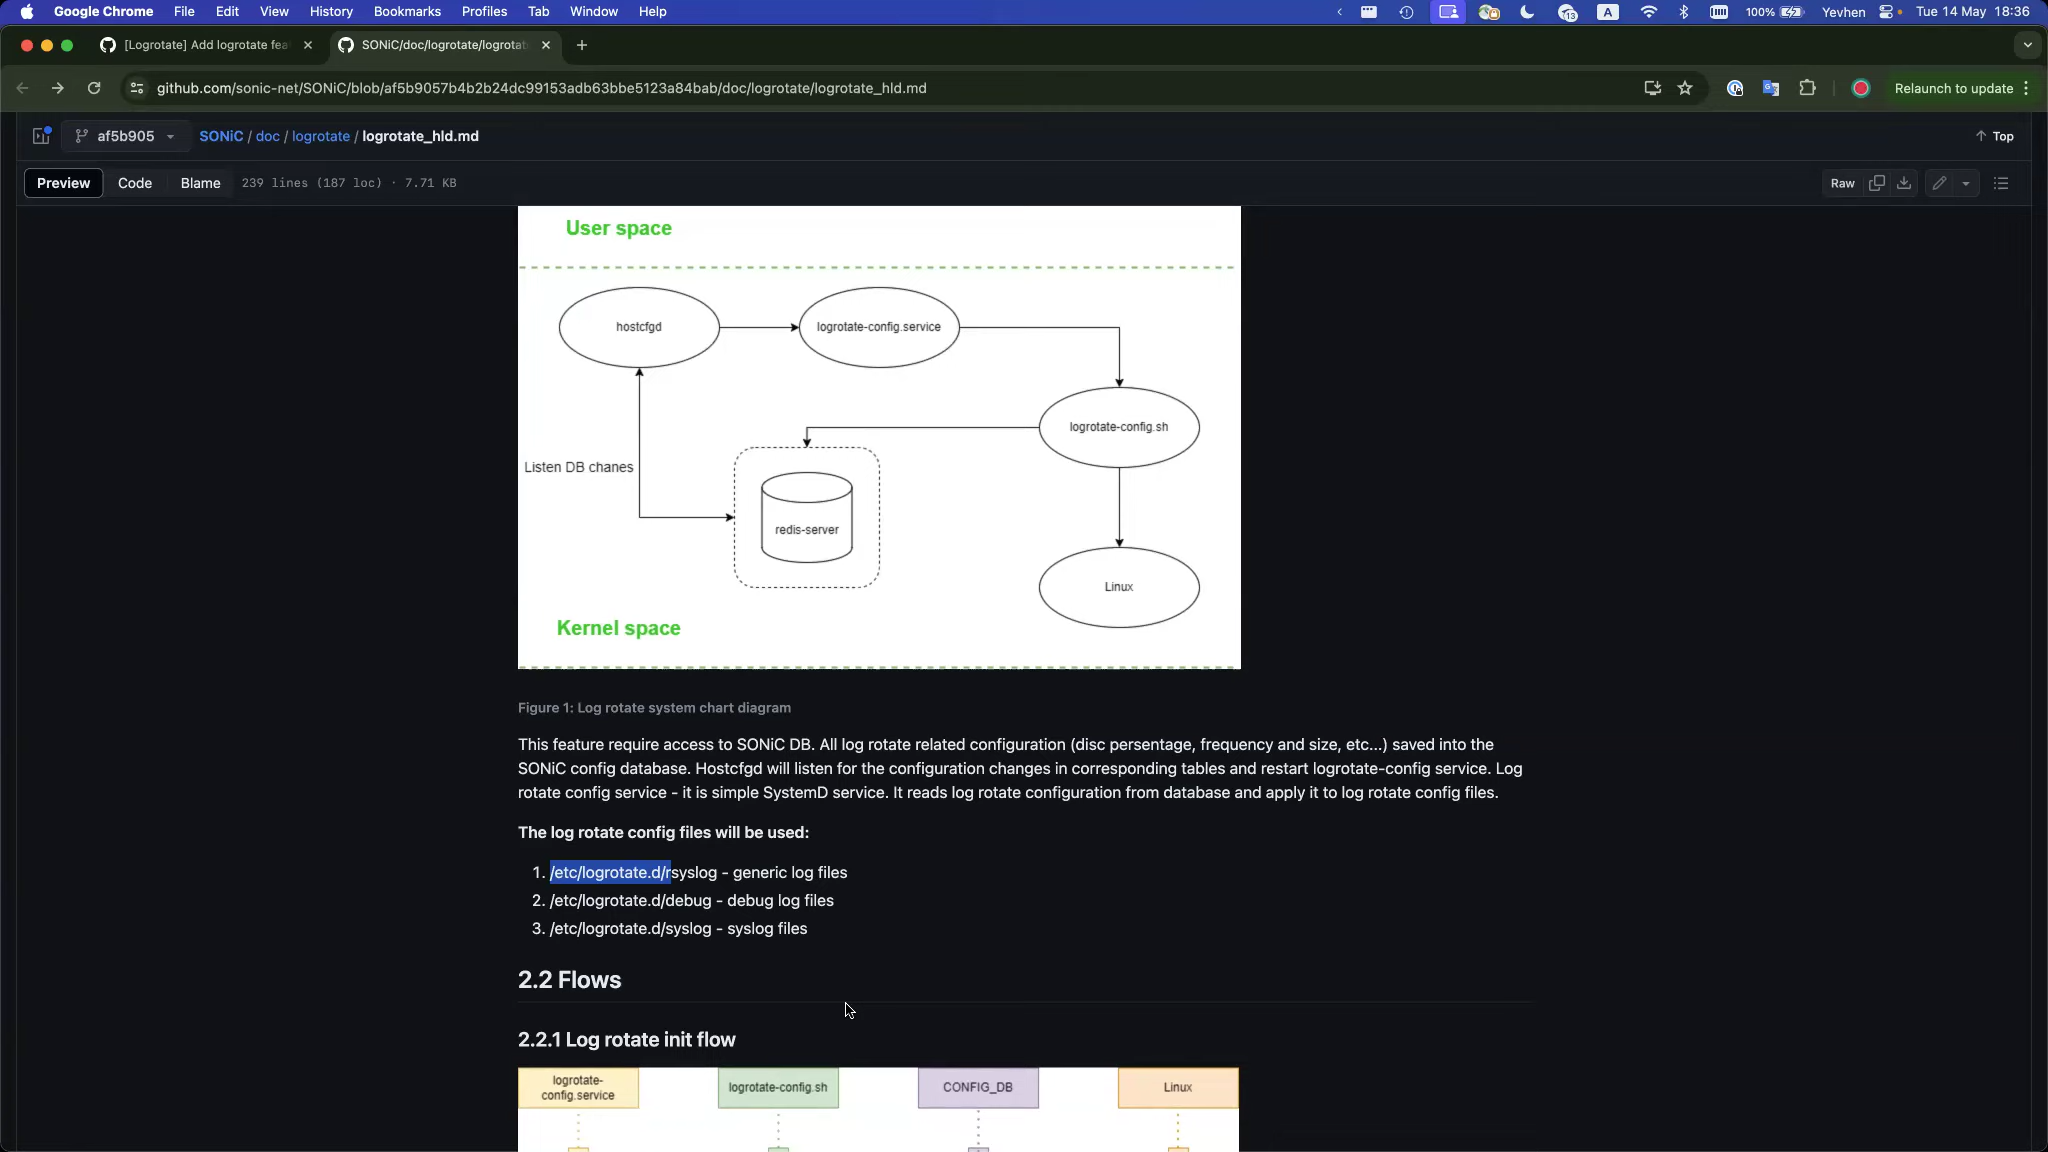 Google Chrome File Edit View History Bookmarks Profiles Tab Window Help
13 A 100% Yevhen Tue 14 May 18:36
[Logrotate] Add logrotate fea
SONiC/doc/logrotate/logrotat
github.com/sonic-net/SONiC/blob/af5b9057b4b2b24dc99153adb63bbe5123a84bab/doc/logrotate/logrotate_hld.md
Relaunch to update
af5b905
SONiC / doc / logrotate / logrotate_hld.md
Top
Preview Code Blame 239 lines (187 loc) · 7.71 KB
Raw
User space
hostcfgd
logrotate-config.service
logrotate-config.sh
Listen DB chanes
redis-server
Linux
Kernel space
Figure 1: Log rotate system chart diagram
This feature require access to SONiC DB. All log rotate related configuration (disc persentage, frequency and size, etc...) saved into the
SONiC config database. Hostcfgd will listen for the configuration changes in corresponding tables and restart logrotate-config service. Log
rotate config service - it is simple SystemD service. It reads log rotate configuration from database and apply it to log rotate config files.
The log rotate config files will be used:
1. /etc/logrotate.d/rsyslog - generic log files
2. /etc/logrotate.d/debug - debug log files
3. /etc/logrotate.d/syslog - syslog files
2.2 Flows
2.2.1 Log rotate init flow
logrotate-
config.service
logrotate-config.sh
CONFIG_DB
Linux